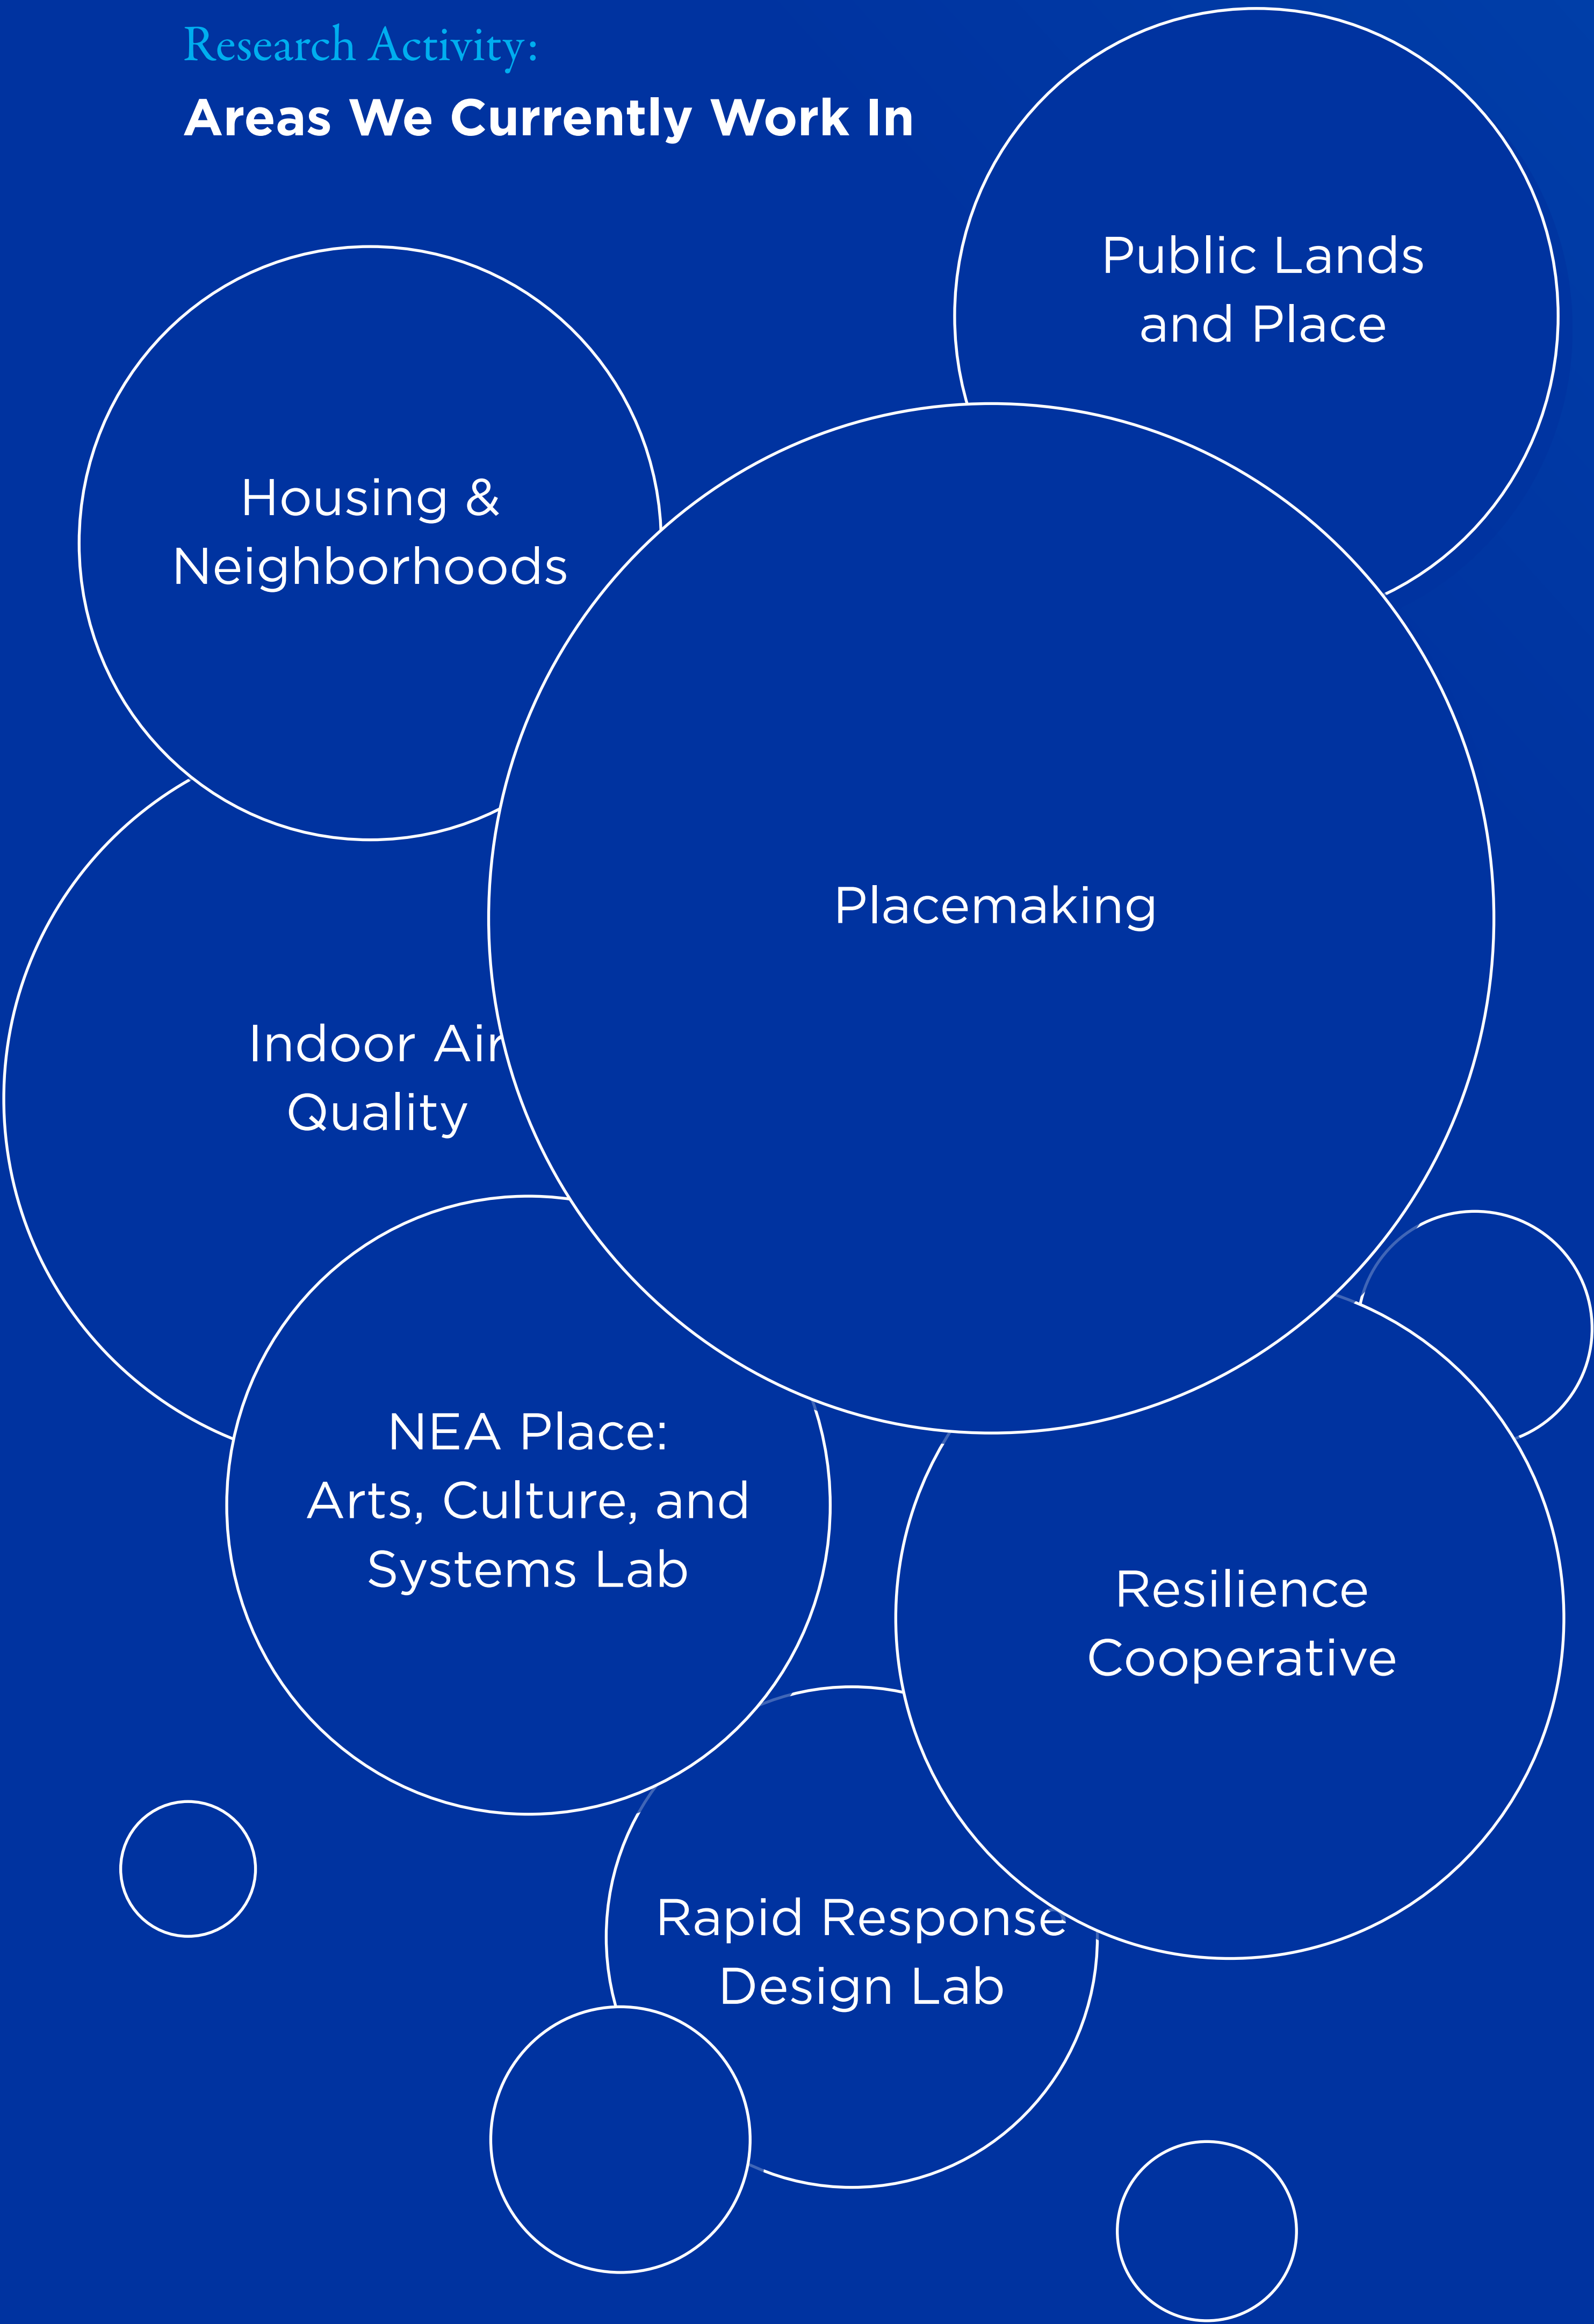 Research Activity:
Areas We Currently Work In
Public Lands
and Place
Housing &
Neighborhoods
Placemaking
Indoor Air
Quality
NEA Place:
Arts, Culture, and
Systems Lab
Resilience
Cooperative
Rapid Response
Design Lab